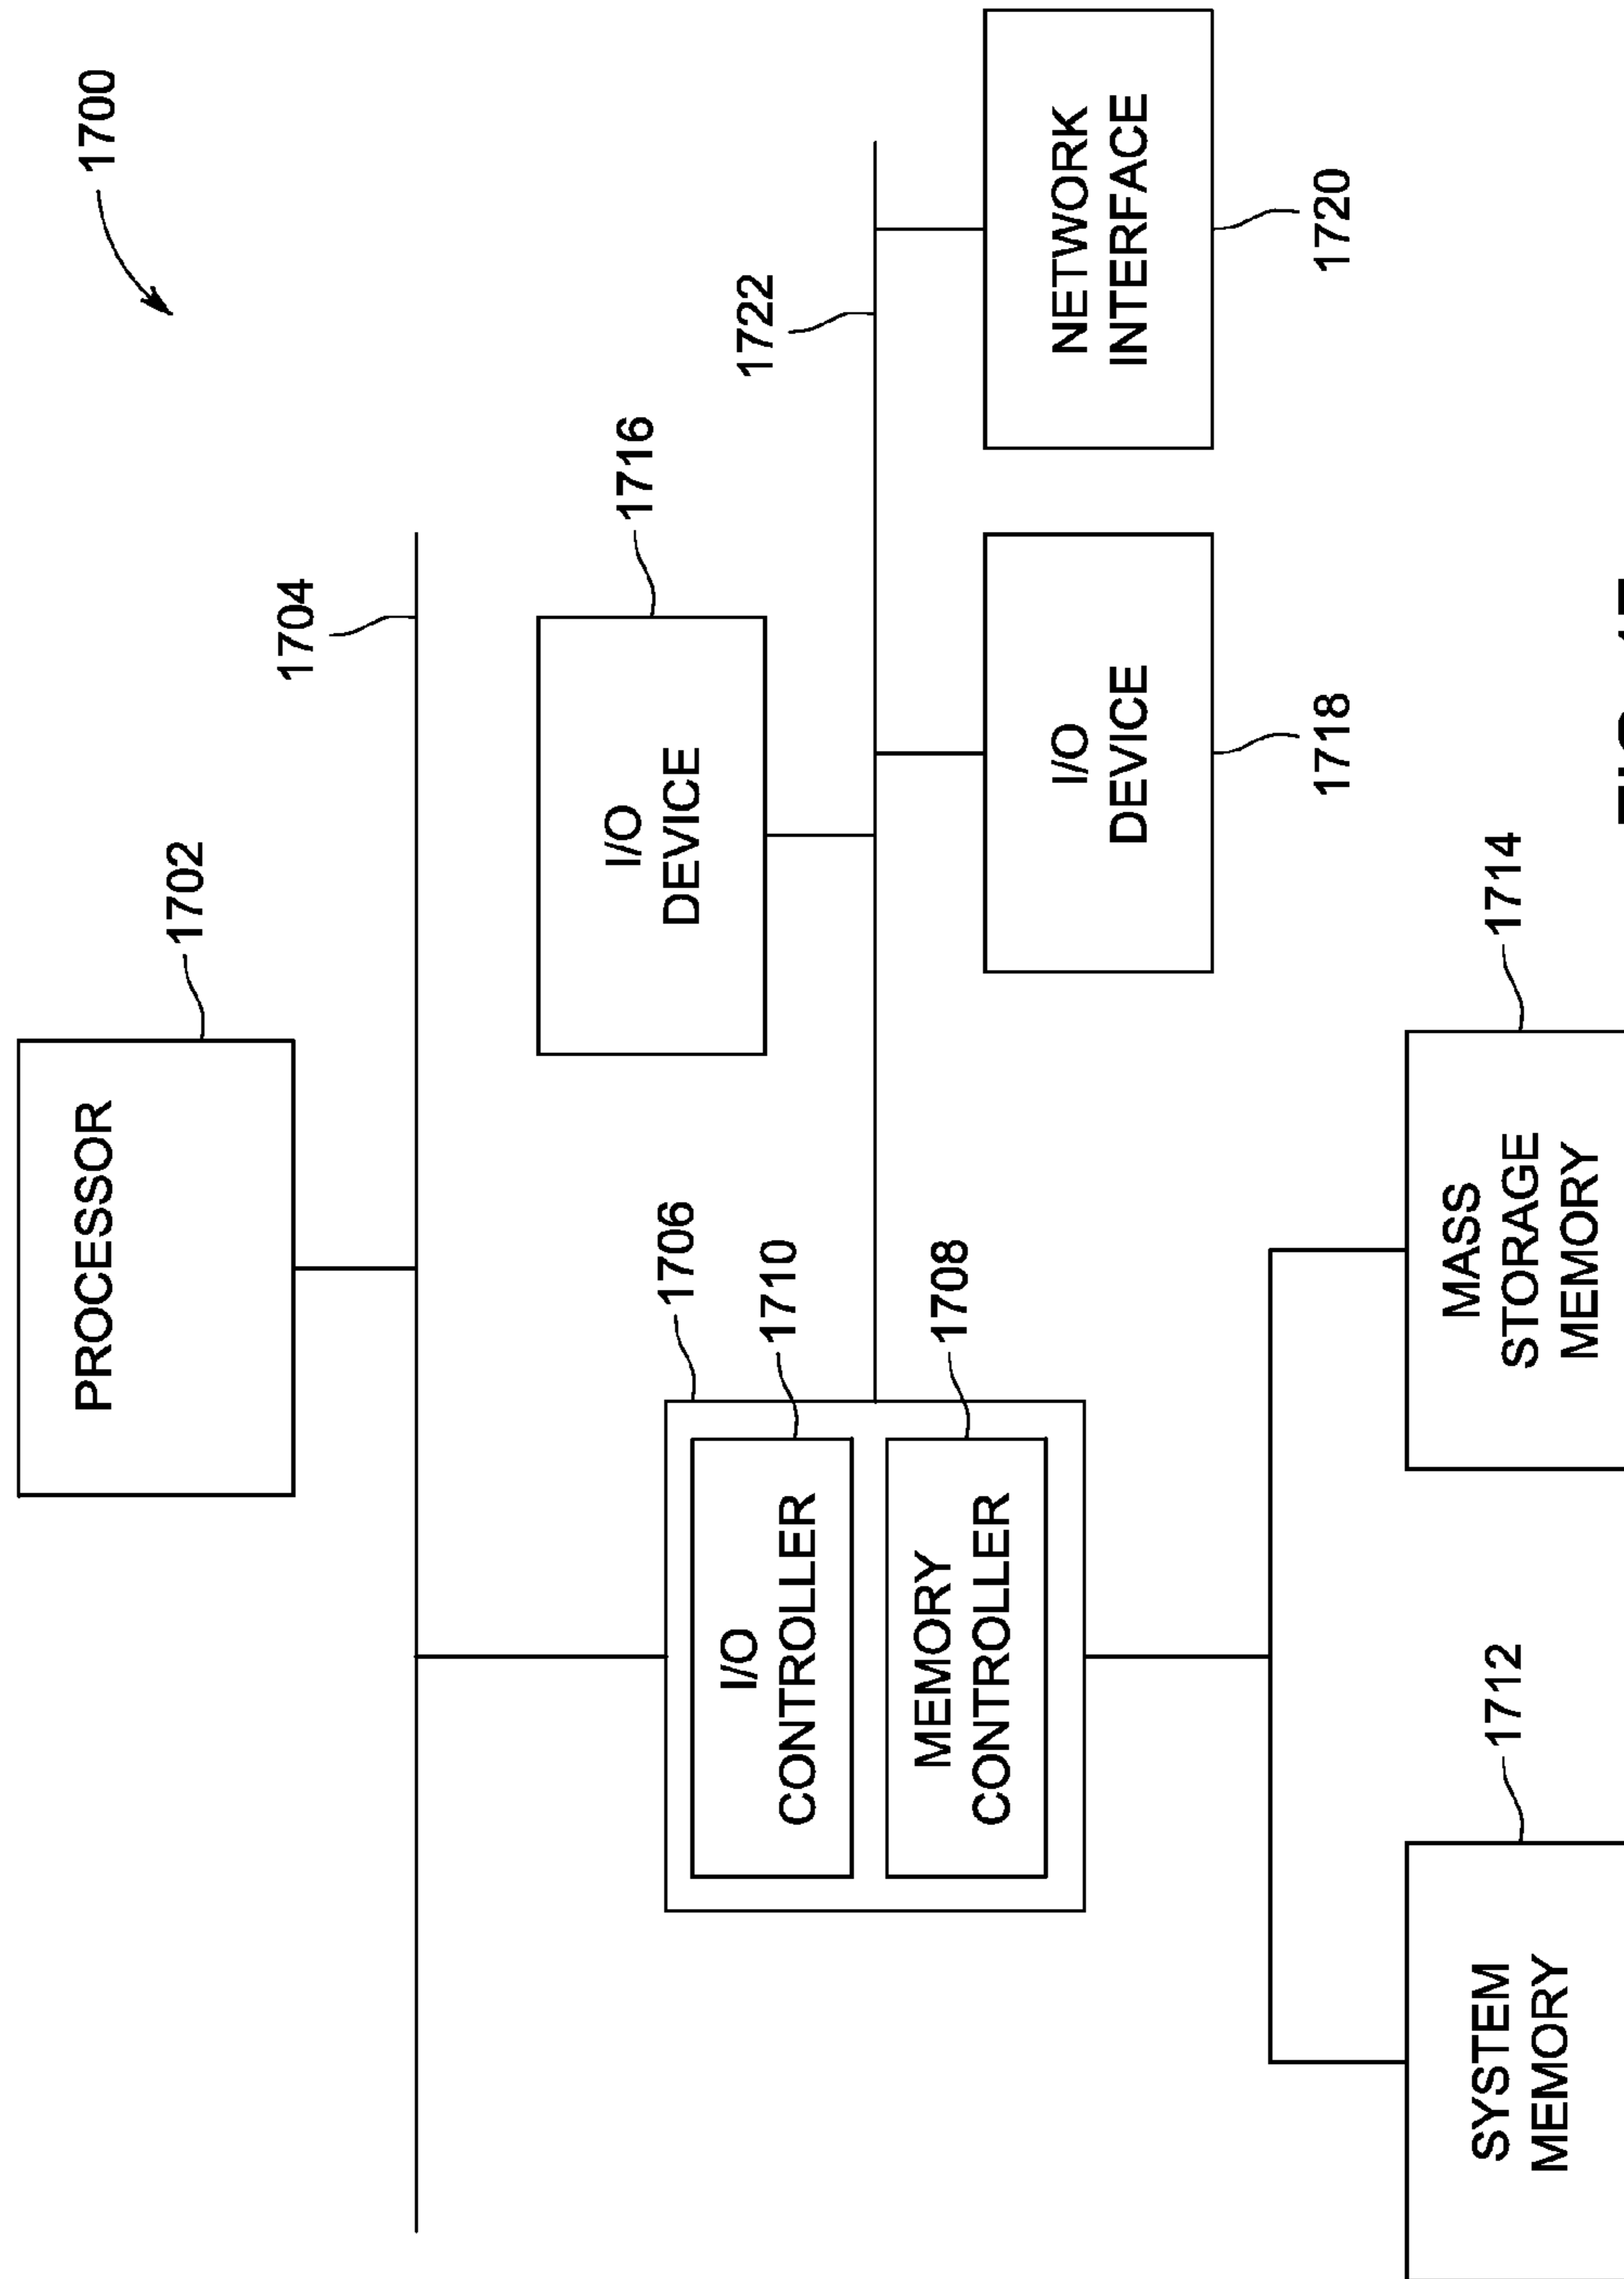 1700
PROCESSOR
1702
1704
1706
I/O
CONTROLLER
1710
MEMORY
CONTROLLER
1708
I/O
DEVICE
1716
1722
I/O
DEVICE
1718
NETWORK
INTERFACE
1720
SYSTEM
MEMORY
1712
MASS
STORAGE
MEMORY
1714